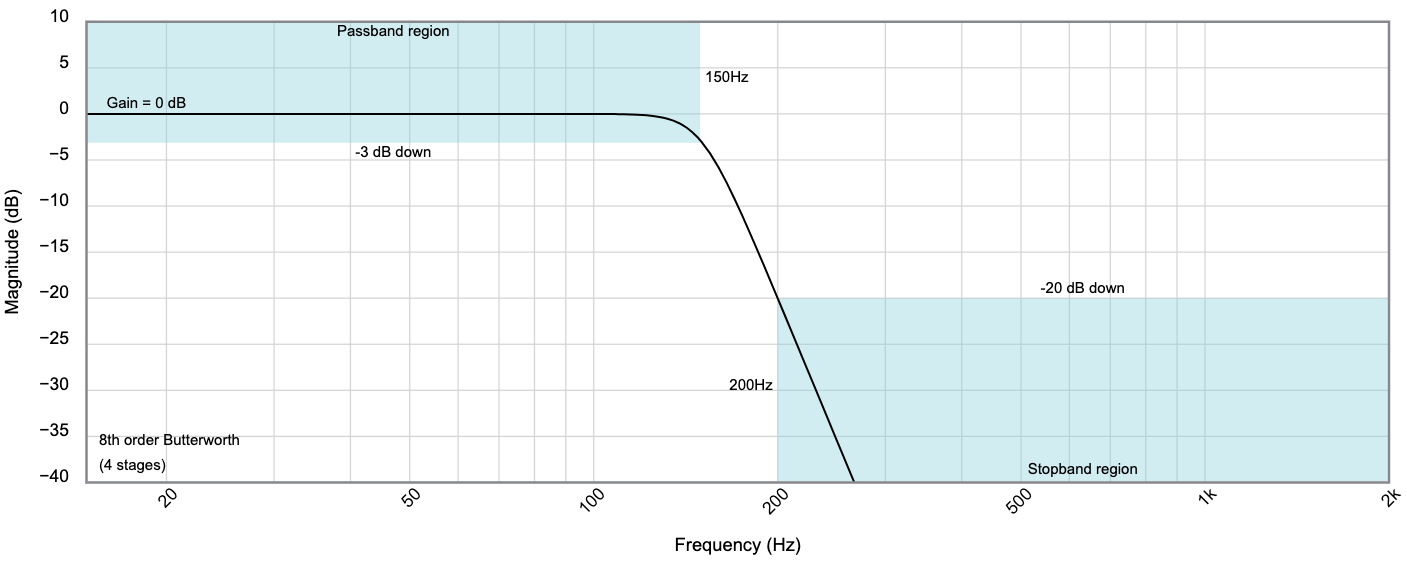 10
Passband region
5
150Hz
Gain = 0 dB
0
-3 dB down
−5
−10
−15
Magnitude (dB)
−20
-20 dB down
−25
−30
200Hz
−35
8th order Butterworth
(4 stages)
Stopband region
−40
20
50
100
200
500
1k
2k
Frequency (Hz)